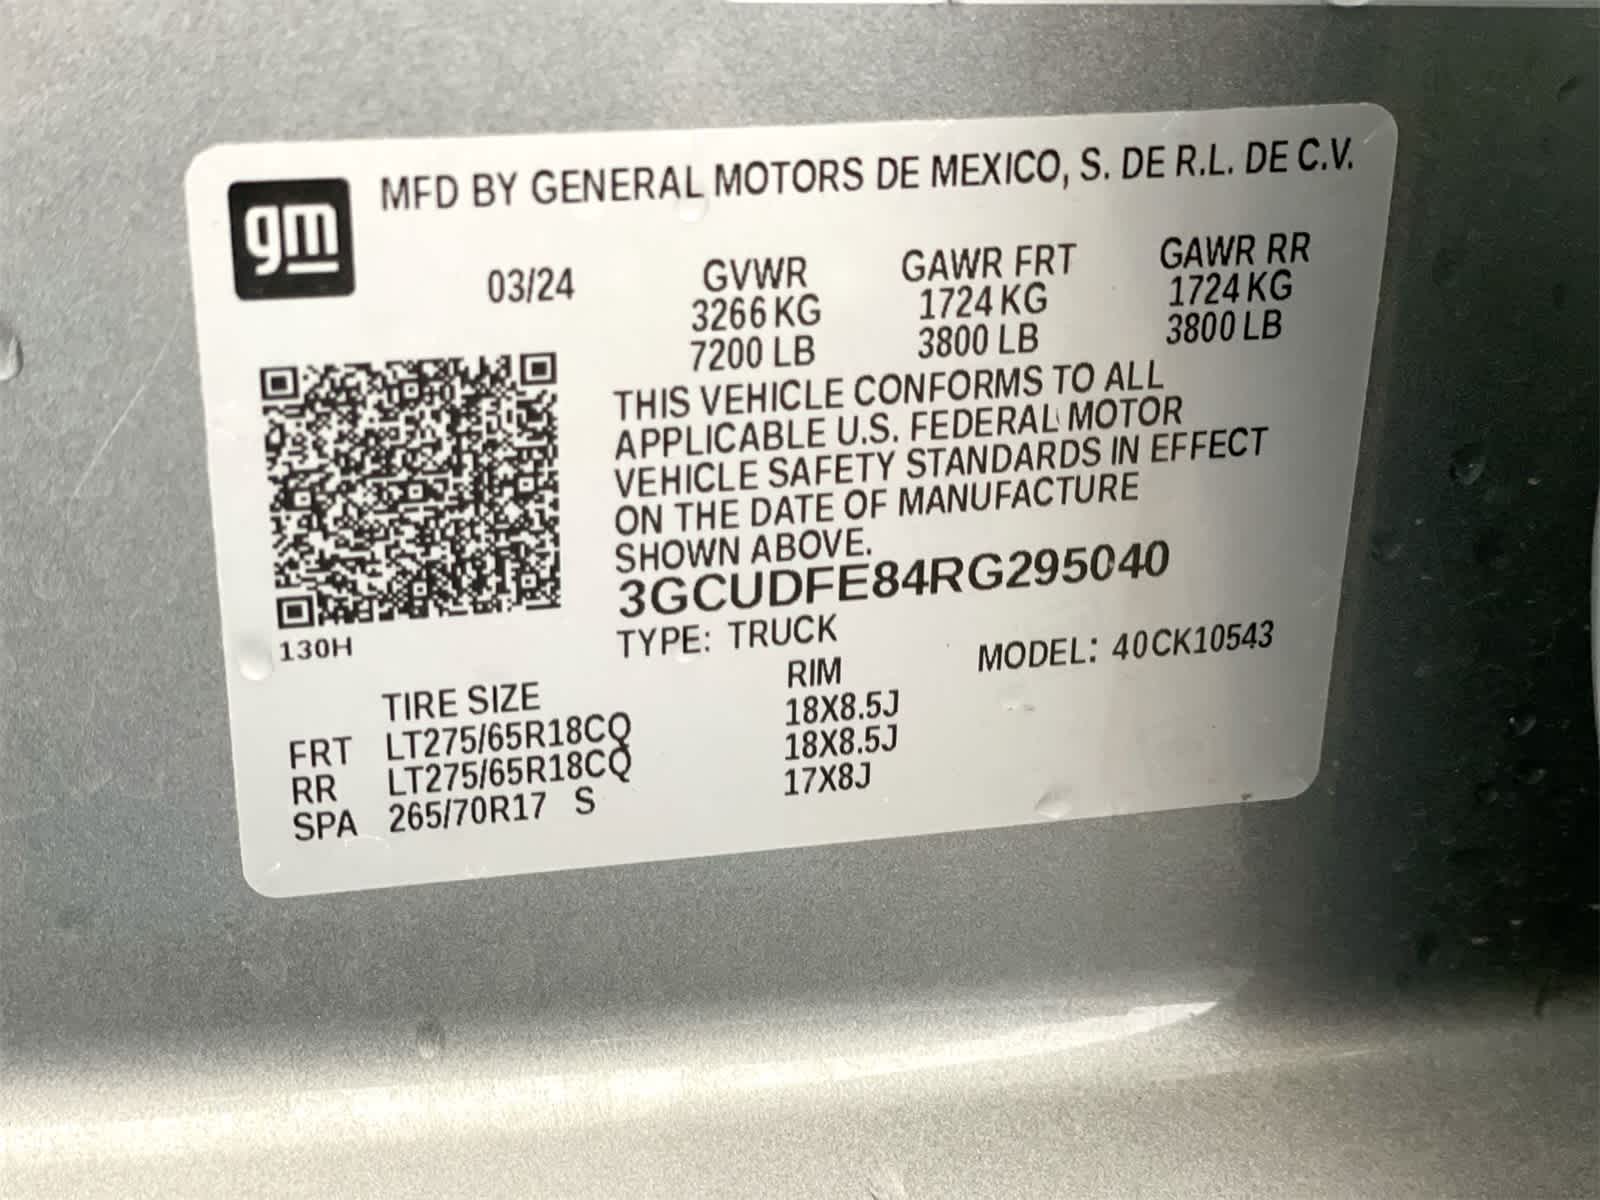 gm
MFD BY GENERAL MOTORS DE MEXICO, S. DE R.L. DE C.V.
03/24
GVWR GAWR FRT GAWR RR
3266 KG 1724 KG 1724 KG
7200 LB 3800 LB 3800 LB
THIS VEHICLE CONFORMS TO ALL
APPLICABLE U.S. FEDERAL MOTOR
VEHICLE SAFETY STANDARDS IN EFFECT
ON THE DATE OF MANUFACTURE
SHOWN ABOVE.
3GCUDFE84RG295040
130H
TYPE: TRUCK MODEL: 40CK10543
TIRE SIZE RIM
FRT LT275/65R18CQ 18X8.5J
RR LT275/65R18CQ 18X8.5J
SPA 265/70R17 S 17X8J